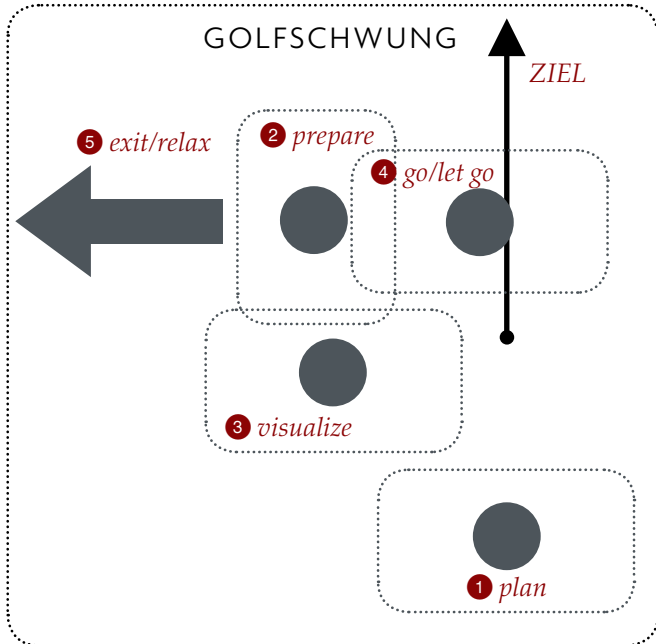 GOLFSCHWUNG
ZIEL
5 exit/relax
2 prepare
4 go/let go
3 visualize
1 plan